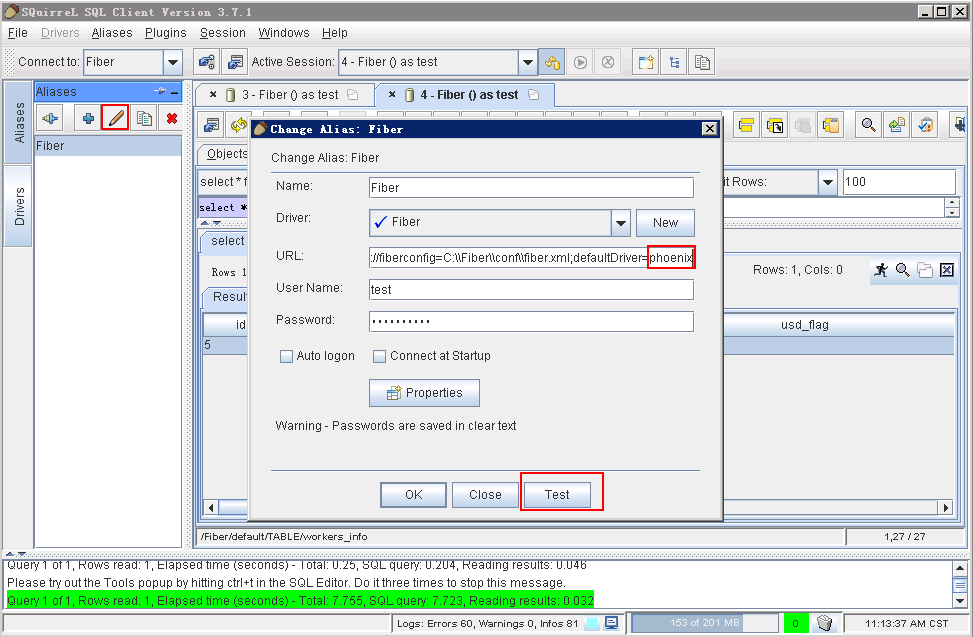 SQuirreL SQL Client Version 3.7.1
File Drivers Aliases Plugins Session Windows Help
Connect to: Fiber Active Session: 4 - Fiber () as test
Aliases
Aliases
Drivers
Fiber
3 - Fiber () as test
4 - Fiber () as test
Objects
select * f
it Rows: 100
select *
select
Rows 1
Rows: 1, Cols: 0
Resul
id
usd_flag
5
Change Alias: Fiber
Change Alias: Fiber
Name: Fiber
Driver: Fiber New
URL: ://fiberconfig=C:\\Fiber\\conf\\fiber.xml;defaultDriver=phoenix
User Name: test
Password: ••••••••••
Auto logon Connect at Startup
Properties
Warning - Passwords are saved in clear text
OK Close Test
/Fiber/default/TABLE/workers_info 1,27 / 27
Query 1 of 1, Rows read: 1, Elapsed time (seconds) - Total: 0.25, SQL query: 0.204, Reading results: 0.046
Please try out the Tools popup by hitting ctrl+t in the SQL Editor. Do it three times to stop this message.
Query 1 of 1, Rows read: 1, Elapsed time (seconds) - Total: 7.755, SQL query: 7.723, Reading results: 0.032
Logs: Errors 60, Warnings 0, Infos 81 153 of 201 MB 0 11:13:37 AM CST